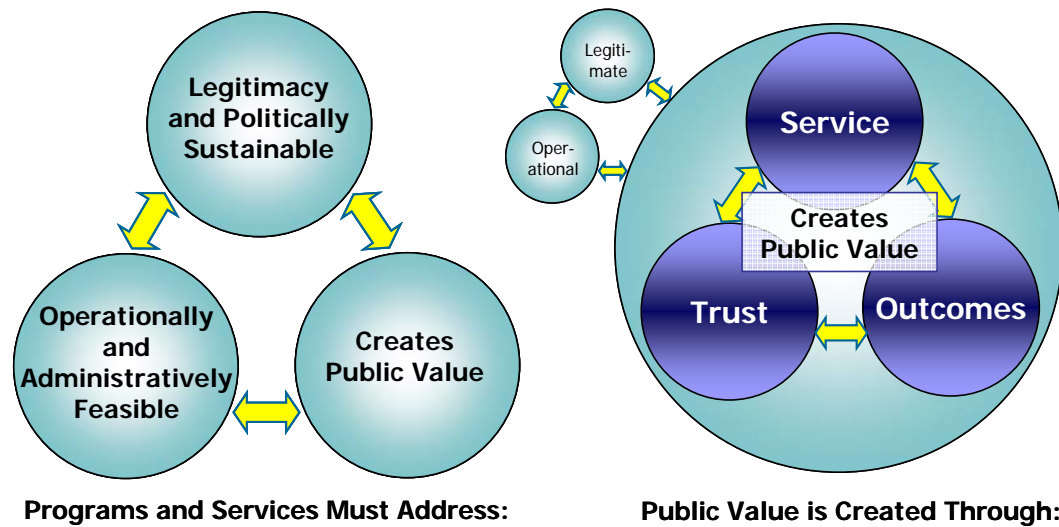 Legitimacy
and Politically
Sustainable
Operationally
and
Administratively
Feasible
Creates
Public Value
Programs and Services Must Address:
Legiti-
mate
Oper-
ational
Service
Creates
Public Value
Trust
Outcomes
Public Value is Created Through: